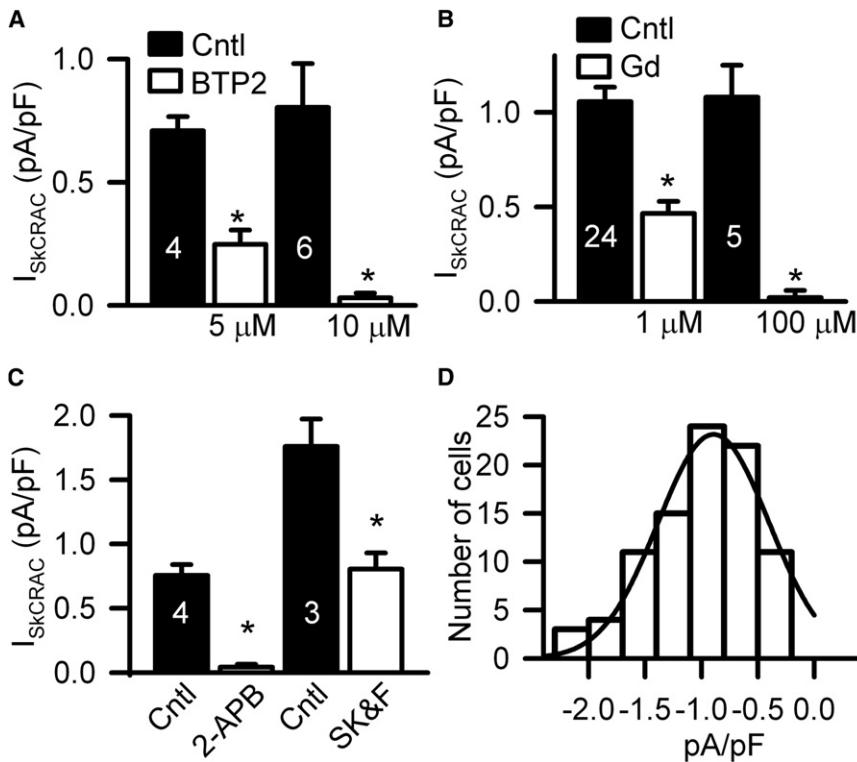 A
Cntl
BTP2
1.0
0.5
0.0
I_SkCRAC (pA/pF)
4
*
6
*
5 μM
10 μM
B
Cntl
Gd
1.0
0.5
0.0
I_SkCRAC (pA/pF)
24
*
5
*
1 μM
100 μM
C
2.0
1.5
1.0
0.5
0.0
I_SkCRAC (pA/pF)
4
*
3
*
Cntl
2-APB
Cntl
SK&F
D
25
20
15
10
5
0
Number of cells
-2.0 -1.5 -1.0 -0.5 0.0
pA/pF